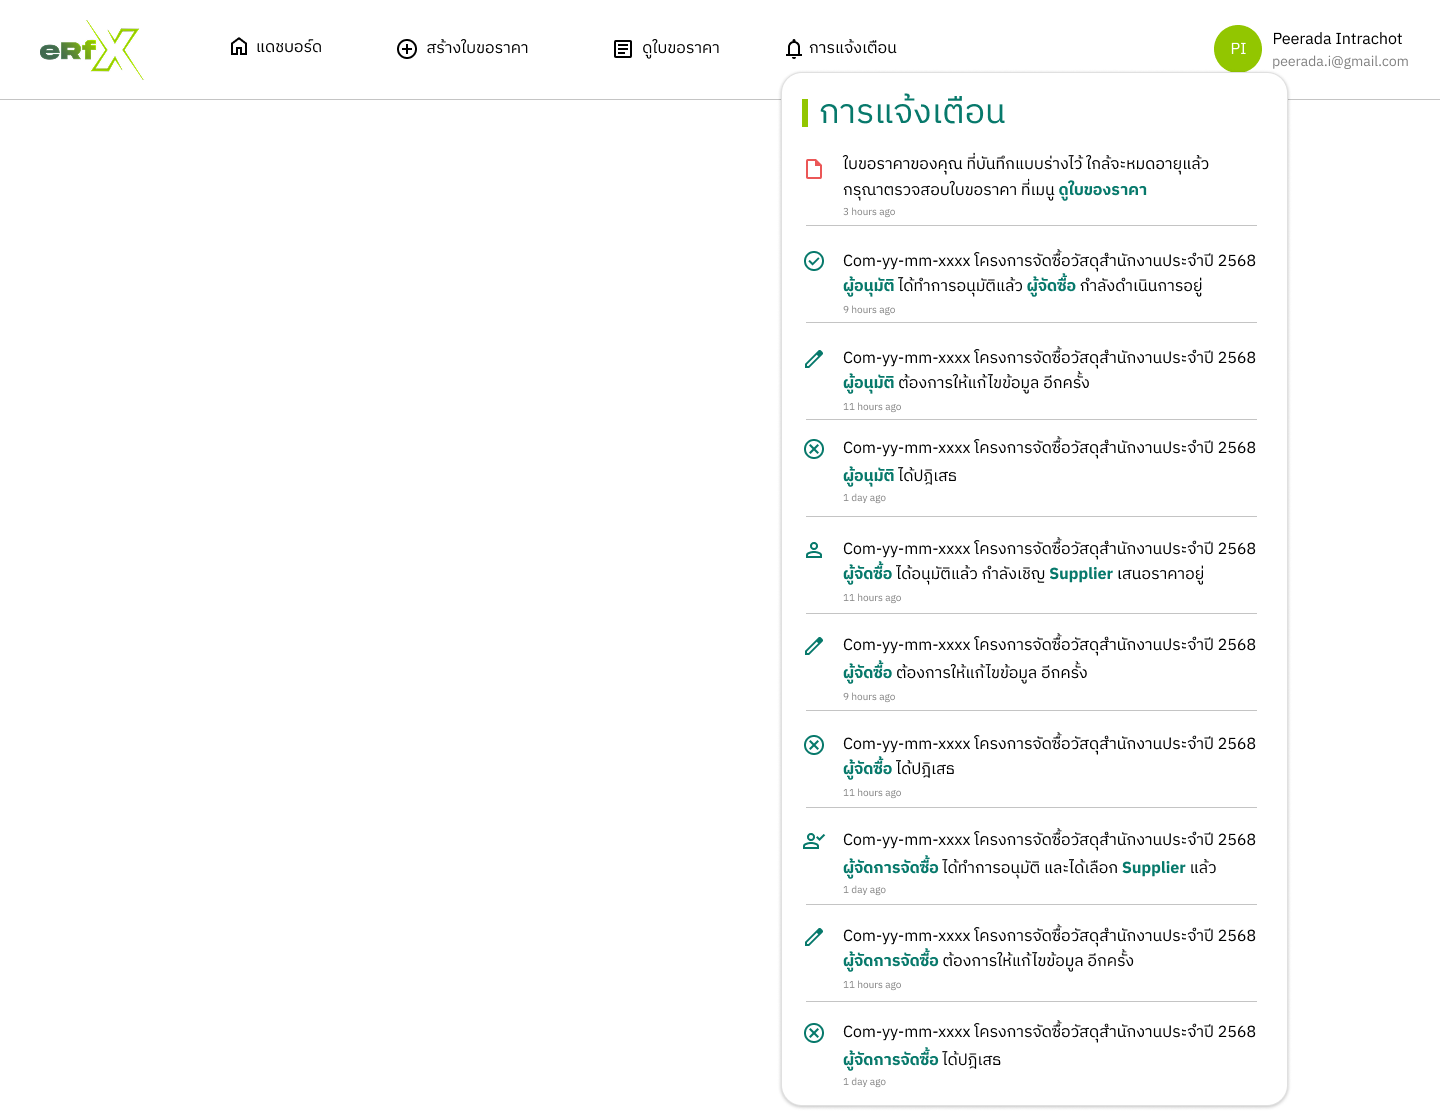 eRfX
แดชบอร์ด
สร้างใบขอราคา
ดูใบขอราคา
การแจ้งเตือน
PI
Peerada Intrachot
peerada.i@gmail.com
การแจ้งเตือน
ใบขอราคาของคุณ ที่บันทึกแบบร่างไว้ ใกล้จะหมดอายุแล้ว
กรุณาตรวจสอบใบขอราคา ที่เมนู ดูใบของราคา
3 hours ago
Com-yy-mm-xxxx โครงการจัดซื้อวัสดุสำนักงานประจำปี 2568
ผู้อนุมัติ ได้ทำการอนุมัติแล้ว ผู้จัดซื้อ กำลังดำเนินการอยู่
9 hours ago
Com-yy-mm-xxxx โครงการจัดซื้อวัสดุสำนักงานประจำปี 2568
ผู้อนุมัติ ต้องการให้แก้ไขข้อมูล อีกครั้ง
11 hours ago
Com-yy-mm-xxxx โครงการจัดซื้อวัสดุสำนักงานประจำปี 2568
ผู้อนุมัติ ได้ปฎิเสธ
1 day ago
Com-yy-mm-xxxx โครงการจัดซื้อวัสดุสำนักงานประจำปี 2568
ผู้จัดซื้อ ได้อนุมัติแล้ว กำลังเชิญ Supplier เสนอราคาอยู่
11 hours ago
Com-yy-mm-xxxx โครงการจัดซื้อวัสดุสำนักงานประจำปี 2568
ผู้จัดซื้อ ต้องการให้แก้ไขข้อมูล อีกครั้ง
9 hours ago
Com-yy-mm-xxxx โครงการจัดซื้อวัสดุสำนักงานประจำปี 2568
ผู้จัดซื้อ ได้ปฎิเสธ
11 hours ago
Com-yy-mm-xxxx โครงการจัดซื้อวัสดุสำนักงานประจำปี 2568
ผู้จัดการจัดซื้อ ได้ทำการอนุมัติ และได้เลือก Supplier แล้ว
1 day ago
Com-yy-mm-xxxx โครงการจัดซื้อวัสดุสำนักงานประจำปี 2568
ผู้จัดการจัดซื้อ ต้องการให้แก้ไขข้อมูล อีกครั้ง
11 hours ago
Com-yy-mm-xxxx โครงการจัดซื้อวัสดุสำนักงานประจำปี 2568
ผู้จัดการจัดซื้อ ได้ปฎิเสธ
1 day ago